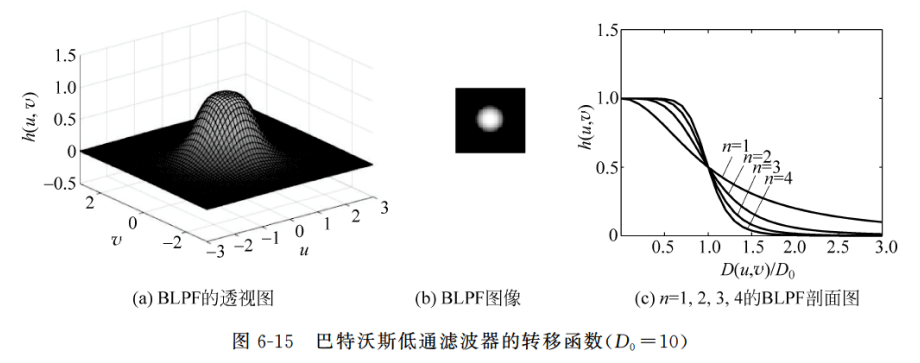 1.5
1.0
0.5
0
−0.5
h(u,v)
2
0
−2
v
−3
−2
−1
0
1
2
3
u
(a) BLPF的透视图
(b) BLPF图像
1.5
1.0
0.5
0
h(u,v)
n=1
n=2
n=3
n=4
0.5
1.0
1.5
2.0
2.5
3.0
D(u,v)/D₀
(c) n=1, 2, 3, 4的BLPF剖面图
图 6-15 巴特沃斯低通滤波器的转移函数(D₀=10)